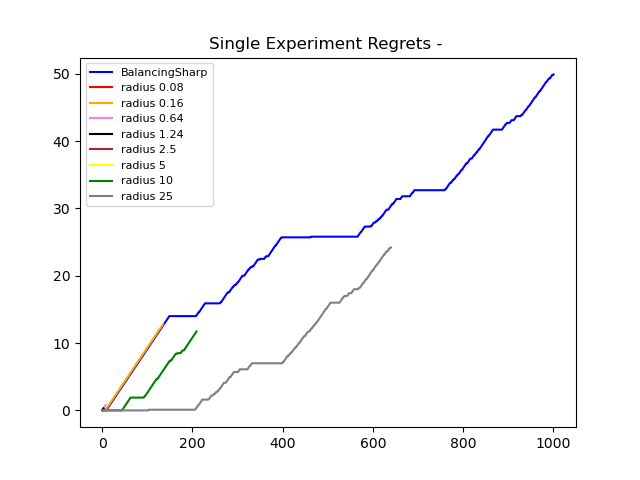 Single Experiment Regrets -
BalancingSharp
radius 0.08
radius 0.16
radius 0.64
radius 1.24
radius 2.5
radius 5
radius 10
radius 25
50
40
30
20
10
0
0 200 400 600 800 1000